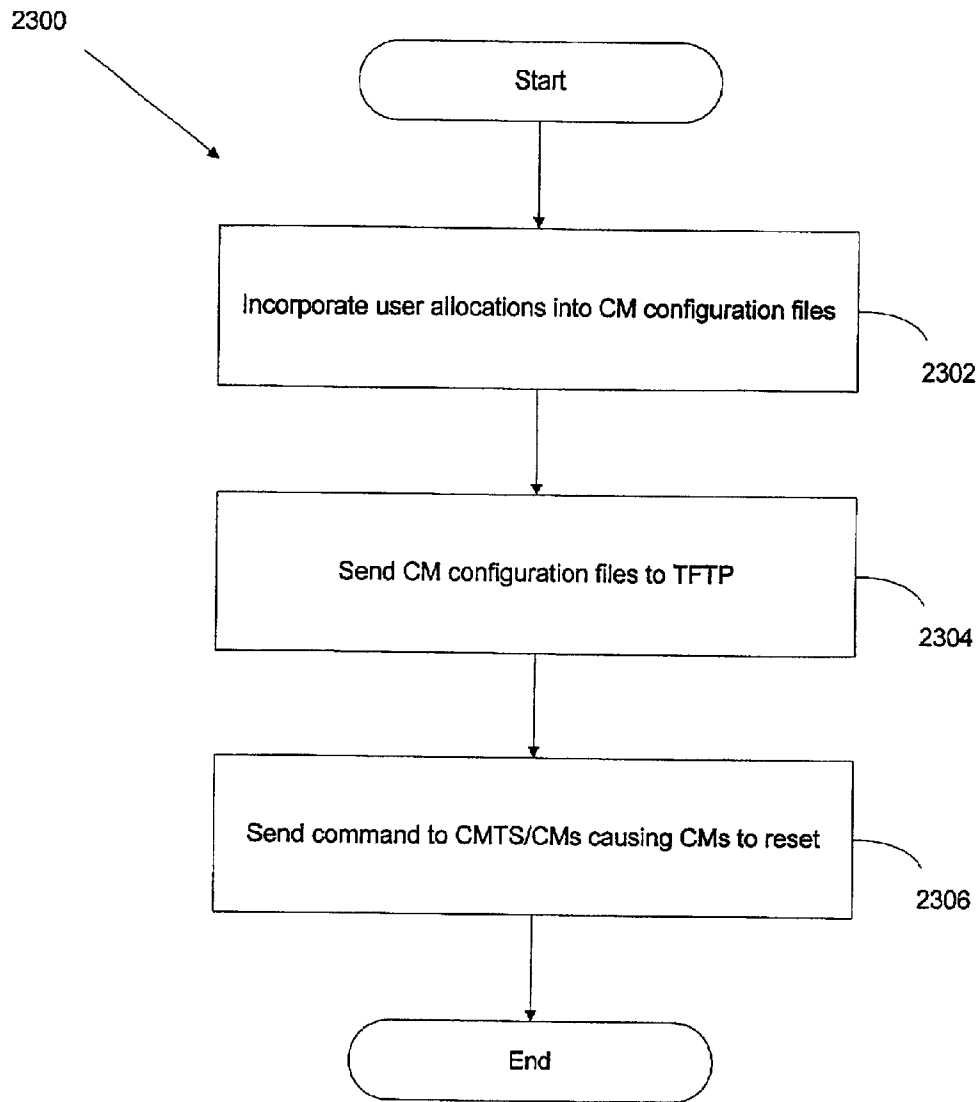 2300
Start
Incorporate user allocations into CM configuration files
2302
Send CM configuration files to TFTP
2304
Send command to CMTS/CMs causing CMs to reset
2306
End